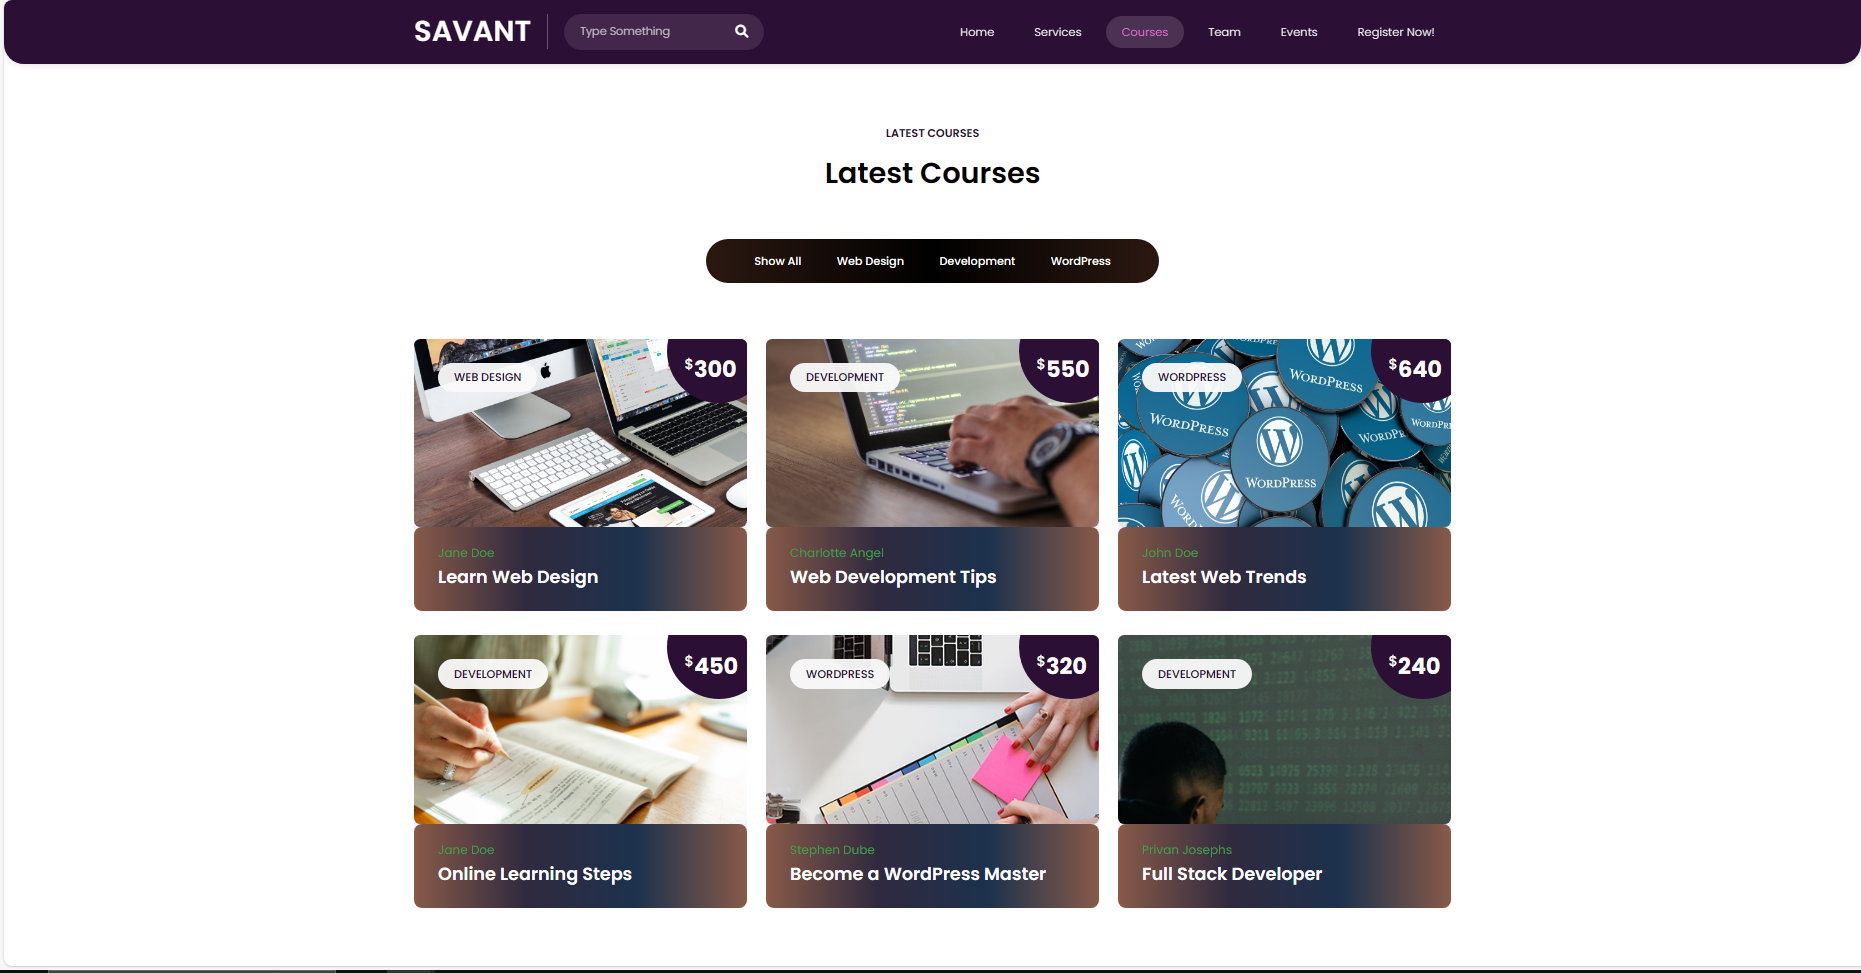 SAVANT
Type Something
Home Services Courses Team Events Register Now!
LATEST COURSES
Latest Courses
Show All Web Design Development WordPress
WEB DESIGN
$300
DEVELOPMENT
$550
WORDPRESS
$640
WORDPRESS
WORDPRESS
WORDPRESS
Jane Doe
Learn Web Design
Charlotte Angel
Web Development Tips
John Doe
Latest Web Trends
DEVELOPMENT
$450
WORDPRESS
$320
DEVELOPMENT
$240
Jane Doe
Online Learning Steps
Stephen Dube
Become a WordPress Master
Privan Josephs
Full Stack Developer